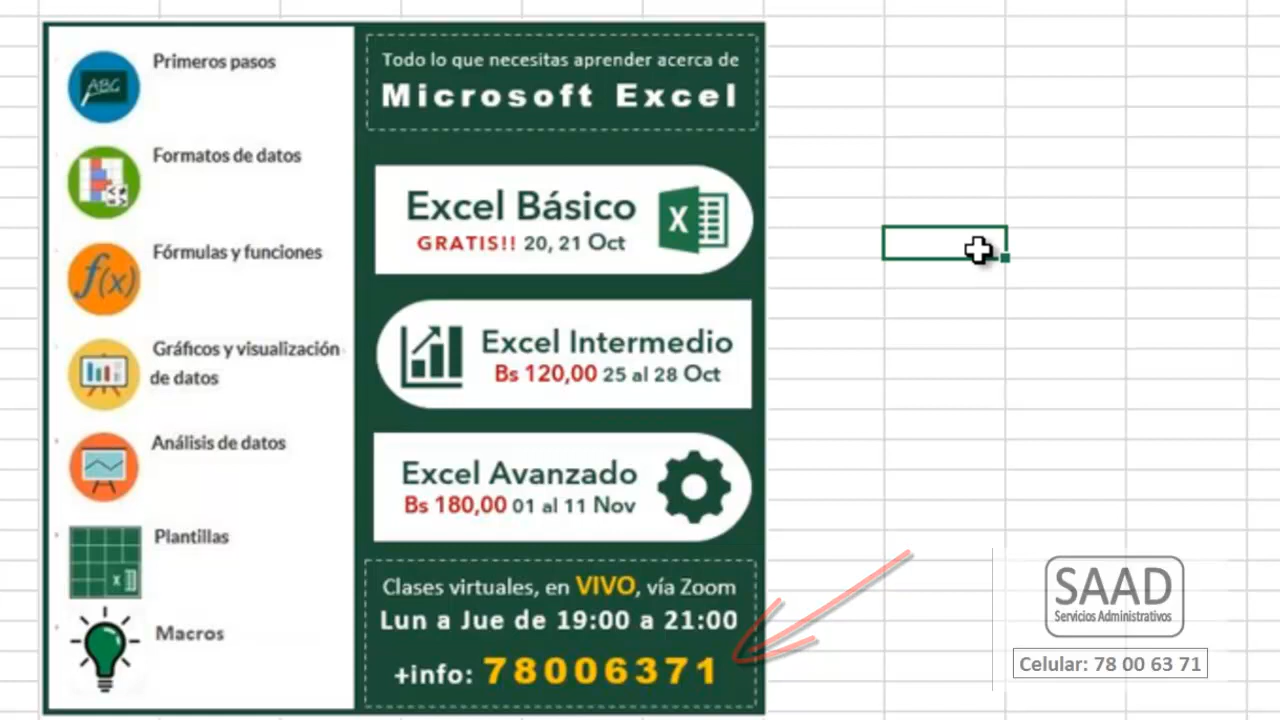 Primeros pasos
ABC
Formatos de datos
Fórmulas y funciones
f(x)
Gráficos y visualización
de datos
Análisis de datos
Plantillas
X
Macros
Todo lo que necesitas aprender acerca de
Microsoft Excel
Excel Básico
GRATIS!! 20, 21 Oct
X
Excel Intermedio
Bs 120,00 25 al 28 Oct
Excel Avanzado
Bs 180,00 01 al 11 Nov
Clases virtuales, en VIVO, vía Zoom
Lun a Jue de 19:00 a 21:00
+info: 78006371
SAAD
Servicios Administrativos
Celular: 78 00 63 71